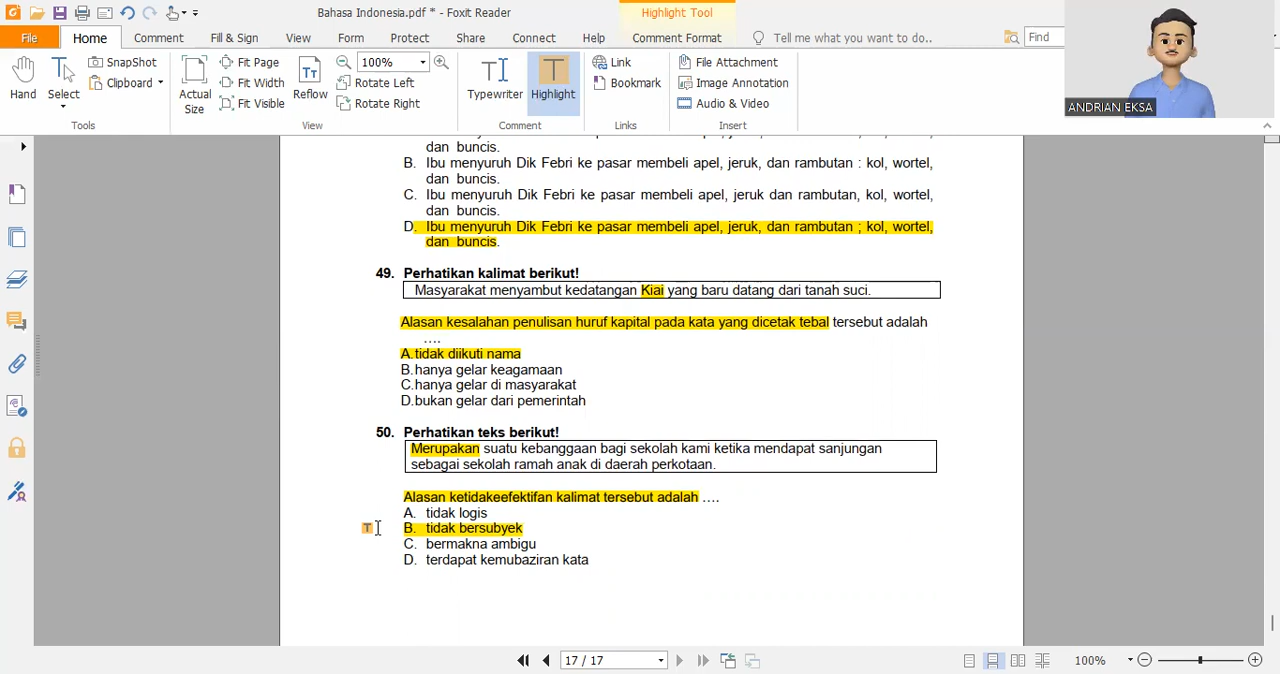 Bahasa Indonesia.pdf * - Foxit Reader
Highlight Tool
File Home Comment Fill & Sign View Form Protect Share Connect Help Comment Format Tell me what you want to do.. Find
Hand
Select
SnapShot
Clipboard
Actual Size
Fit Page
Fit Width
Fit Visible
Reflow
100%
Rotate Left
Rotate Right
Typewriter
Highlight
Link
Bookmark
File Attachment
Image Annotation
Audio & Video
ANDRIAN EKSA
Tools View Comment Links Insert
dan buncis.
B. Ibu menyuruh Dik Febri ke pasar membeli apel, jeruk, dan rambutan : kol, wortel,
dan buncis.
C. Ibu menyuruh Dik Febri ke pasar membeli apel, jeruk dan rambutan, kol, wortel,
dan buncis.
D. Ibu menyuruh Dik Febri ke pasar membeli apel, jeruk, dan rambutan ; kol, wortel,
dan buncis.
49. Perhatikan kalimat berikut!
Masyarakat menyambut kedatangan Kiai yang baru datang dari tanah suci.
Alasan kesalahan penulisan huruf kapital pada kata yang dicetak tebal tersebut adalah
....
A.tidak diikuti nama
B.hanya gelar keagamaan
C.hanya gelar di masyarakat
D.bukan gelar dari pemerintah
50. Perhatikan teks berikut!
Merupakan suatu kebanggaan bagi sekolah kami ketika mendapat sanjungan
sebagai sekolah ramah anak di daerah perkotaan.
Alasan ketidakeefektifan kalimat tersebut adalah ....
A. tidak logis
B. tidak bersubyek
C. bermakna ambigu
D. terdapat kemubaziran kata
17 / 17
100%